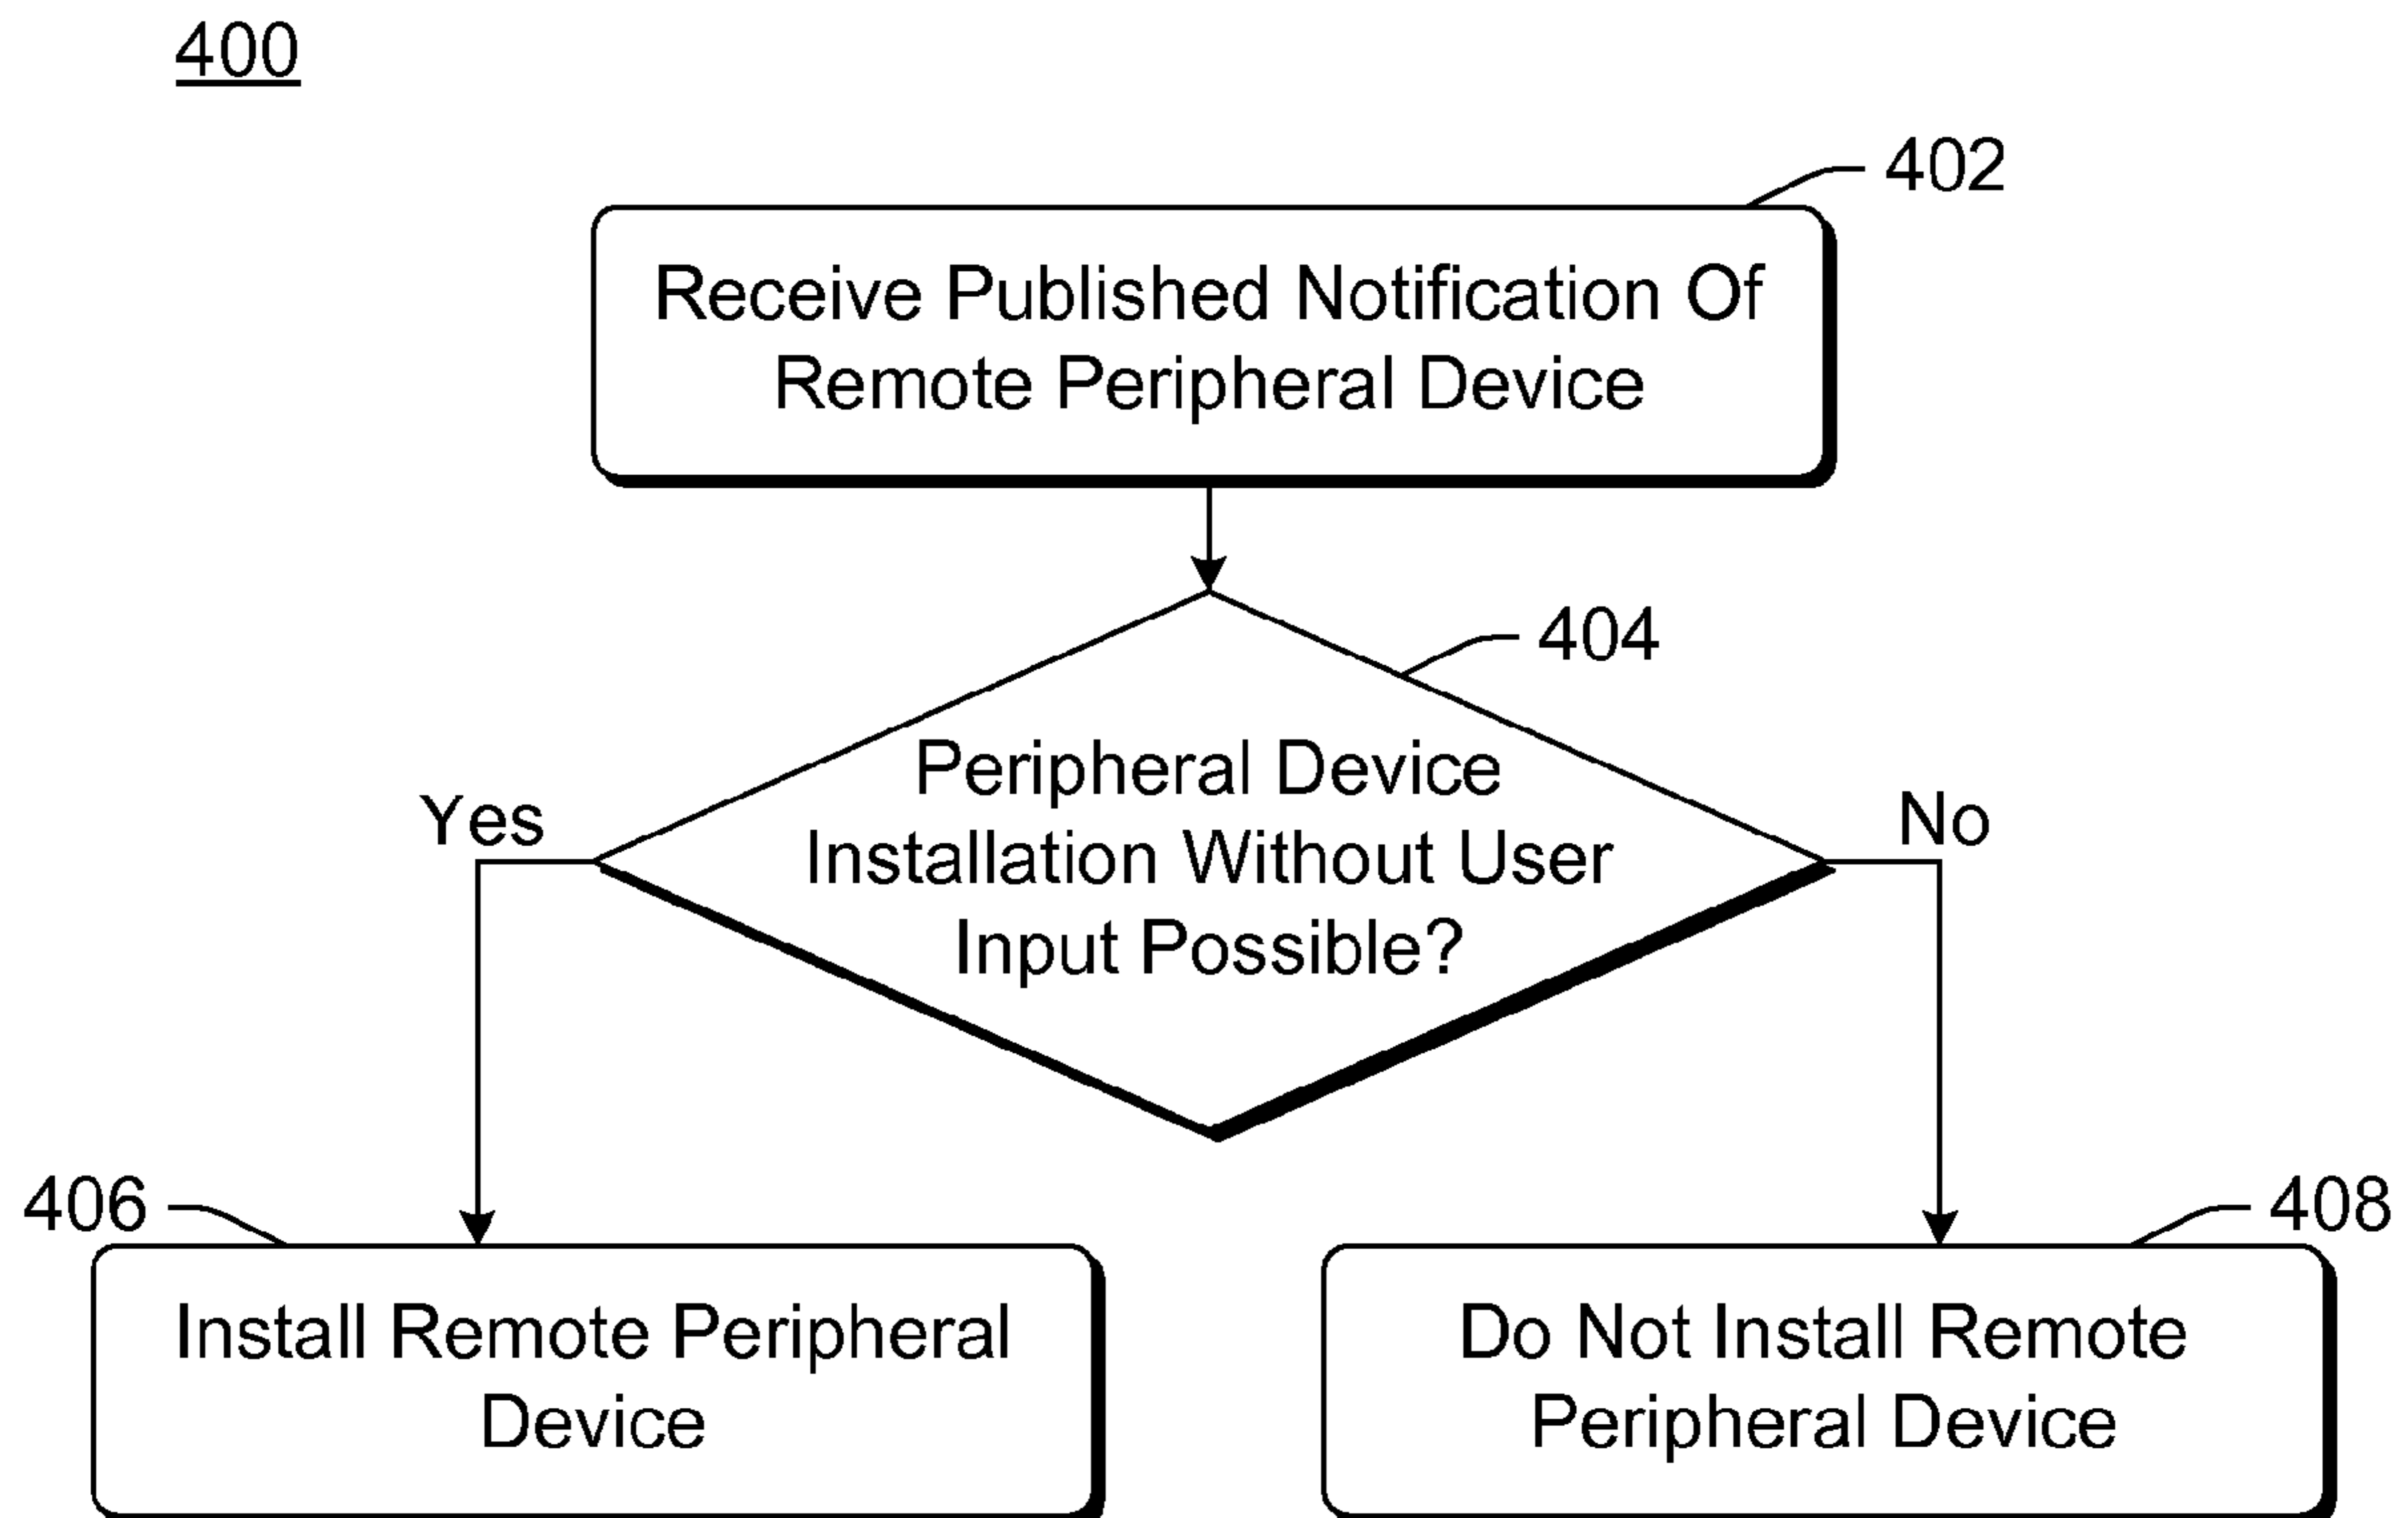 400
402
Receive Published Notification Of
Remote Peripheral Device
404
Peripheral Device
Installation Without User
Input Possible?
Yes
No
406
Install Remote Peripheral
Device
408
Do Not Install Remote
Peripheral Device